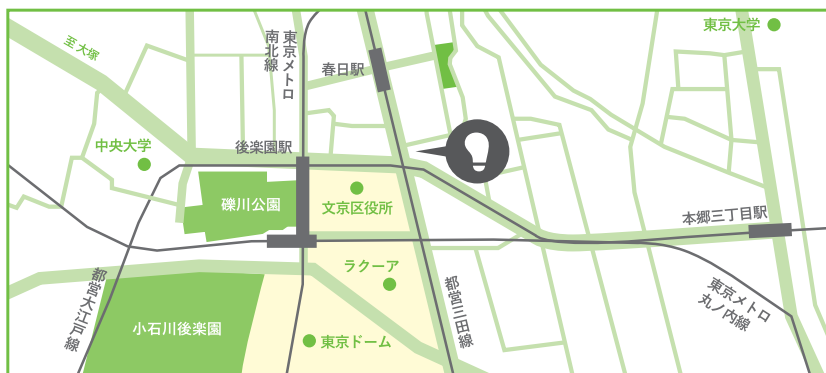 東京大学
至 大塚
東京メトロ
南北線
春日駅
中央大学
後楽園駅
礫川公園
文京区役所
本郷三丁目駅
ラクーア
都営大江戸線
都営三田線
東京メトロ
丸ノ内線
小石川後楽園
東京ドーム